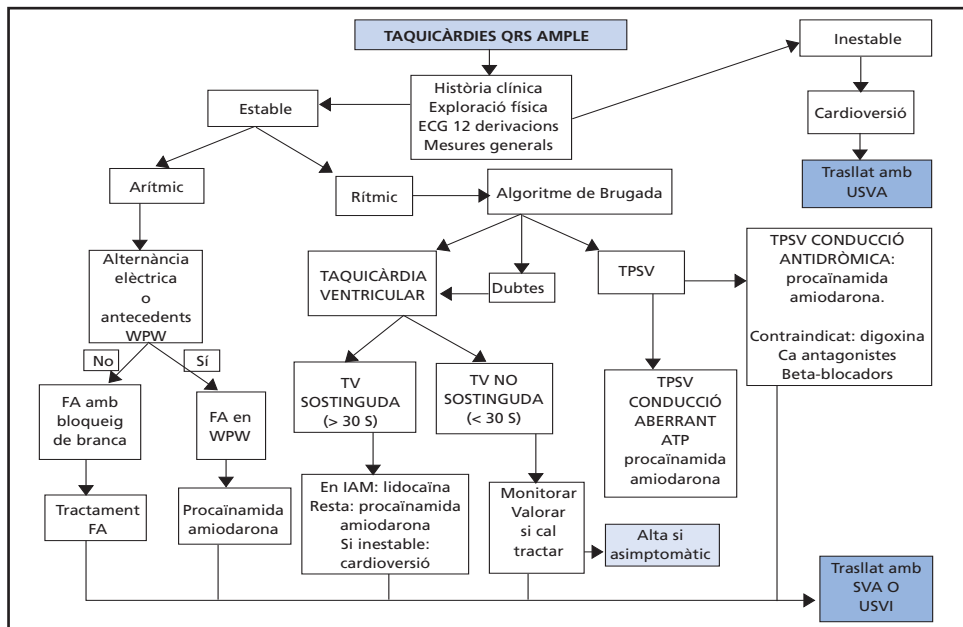 TAQUICÀRDIES QRS AMPLE
Inestable
Història clínica
Exploració física
ECG 12 derivacions
Mesures generals
Estable
Cardioversió
Trasllat amb
USVA
Arítmic
Rítmic
Algoritme de Brugada
Alternància
elèctrica
o
antecedents
WPW
TAQUICÀRDIA
VENTRICULAR
Dubtes
TPSV
TPSV CONDUCCIÓ
ANTIDRÒMICA:
procaïnamida
amiodarona.
Contraindicat: digoxina
Ca antagonistes
Beta-blocadors
No
Sí
FA amb
bloqueig
de branca
FA en
WPW
TV
SOSTINGUDA
(> 30 S)
TV NO
SOSTINGUDA
(< 30 S)
TPSV
CONDUCCIÓ
ABERRANT
ATP
procaïnamida
amiodarona
Tractament
FA
Procaïnamida
amiodarona
En IAM: lidocaïna
Resta: procaïnamida
amiodarona
Si inestable:
cardioversió
Monitorar
Valorar
si cal
tractar
Alta si
asimptomàtic
Trasllat amb
SVA O
USVI